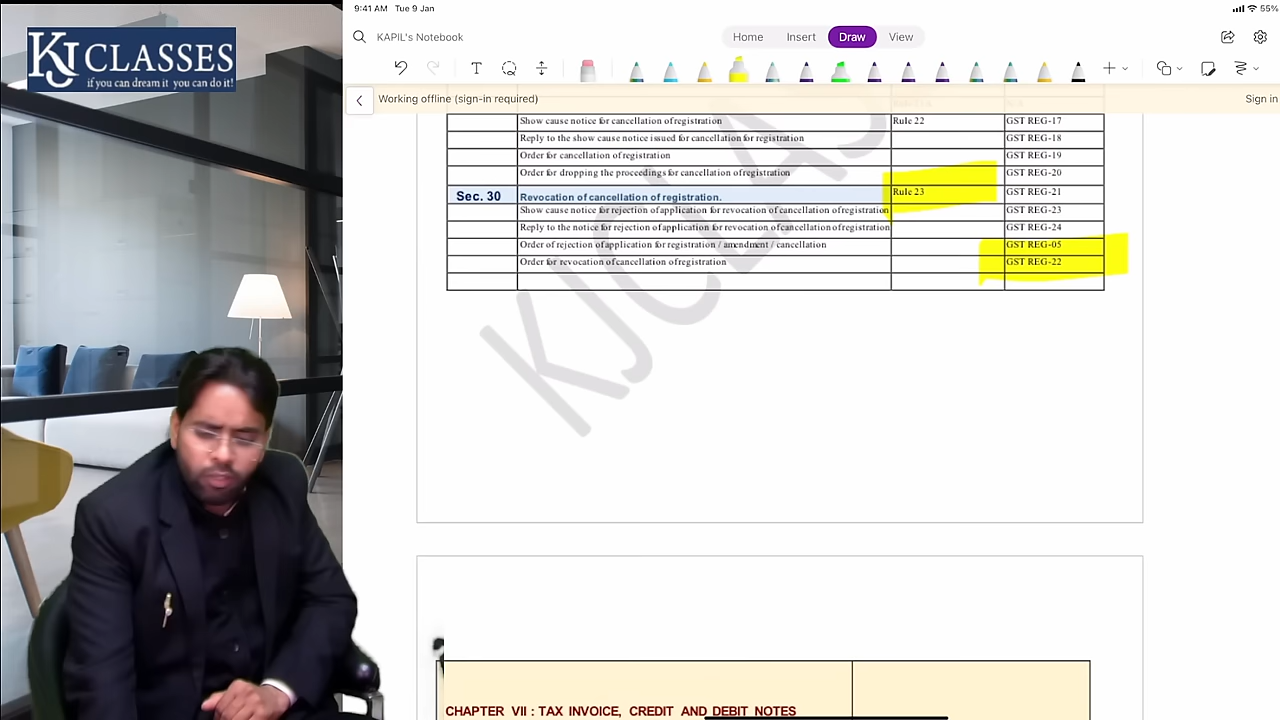 KJ CLASSES
if you can dream it you can do it!
9:41 AM Tue 9 Jan
55%
KAPIL's Notebook
Home Insert Draw View
Working offline (sign-in required)
Sign in
Show cause notice for cancellation of registration Rule 22 GST REG-17
Reply to the show cause notice issued for cancellation for registration GST REG-18
Order for cancellation of registration GST REG-19
Order for dropping the proceedings for cancellation of registration GST REG-20
Sec. 30 Revocation of cancellation of registration. Rule 23 GST REG-21
Show cause notice for rejection of application for revocation of cancellation of registration GST REG-23
Reply to the notice for rejection of application for revocation of cancellation of registration GST REG-24
Order of rejection of application for registration / amendment / cancellation GST REG-05
Order for revocation of cancellation of registration GST REG-22
KJ CLAS
CHAPTER VII : TAX INVOICE, CREDIT AND DEBIT NOTES